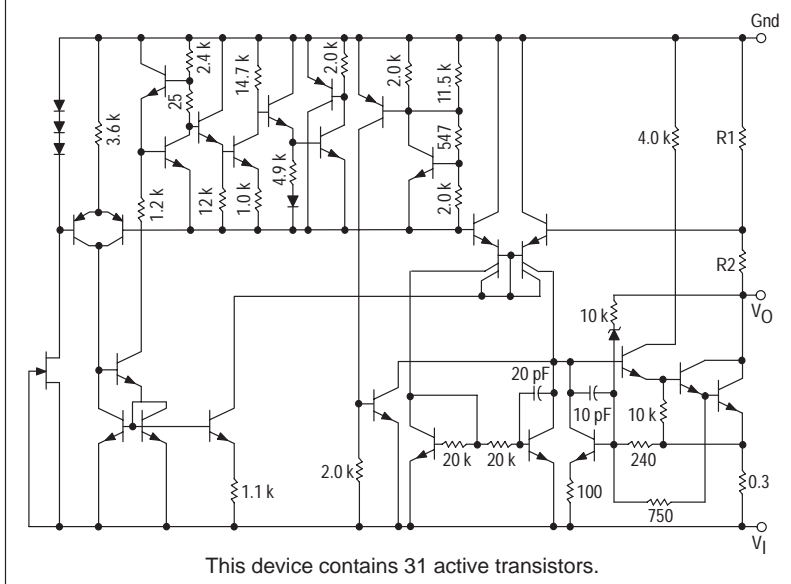 Gnd
2.4 k
14.7 k
2.0 k
2.0 k
11.5 k
25
3.6 k
547
4.0 k
R1
4.9 k
1.2 k
12 k
1.0 k
2.0 k
R2
VO
10 k
20 pF
10 pF
10 k
20 k
20 k
240
2.0 k
1.1 k
100
750
0.3
VI
This device contains 31 active transistors.